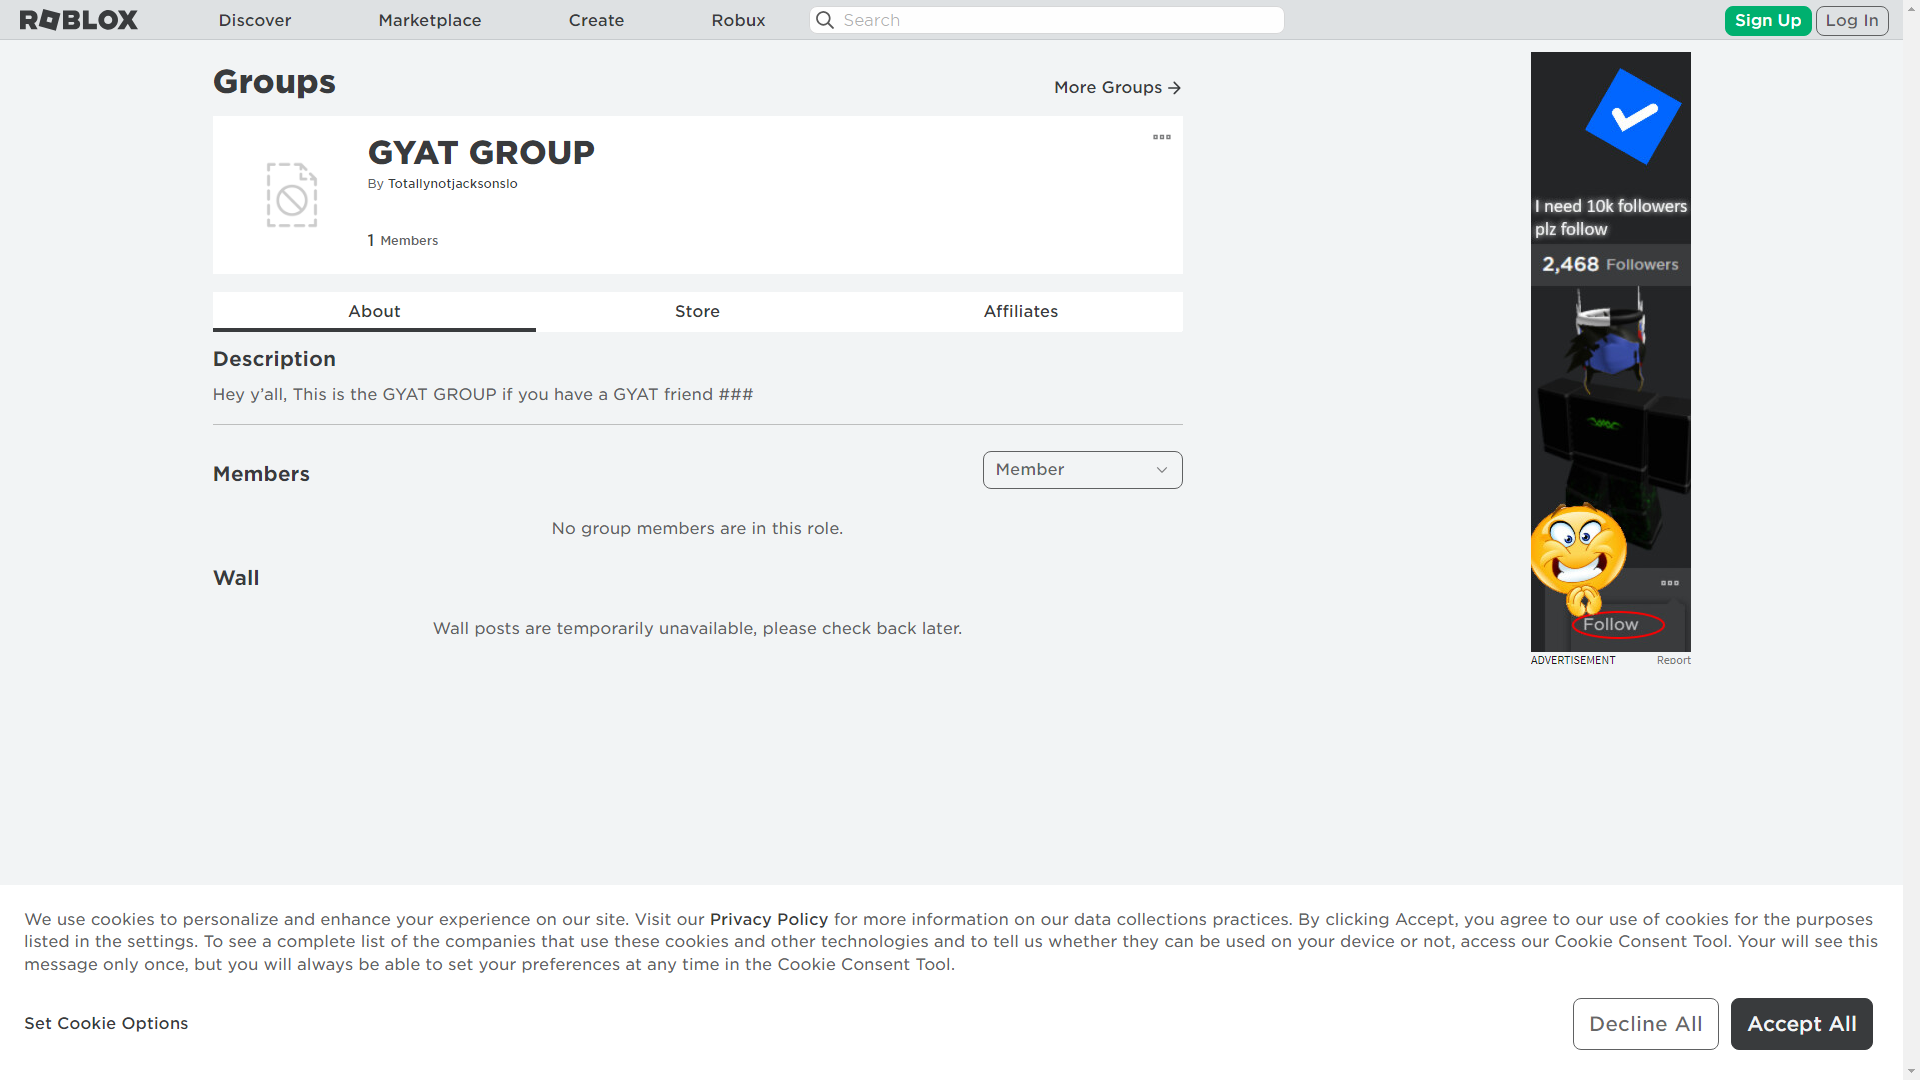 ROBLOX
Discover
Marketplace
Create
Robux
Search
Sign Up
Log In
Groups
More Groups
GYAT GROUP
By Totallynotjacksonslo
1 Members
About
Store
Affiliates
Description
Hey y’all, This is the GYAT GROUP if you have a GYAT friend ###
Members
Member
No group members are in this role.
Wall
Wall posts are temporarily unavailable, please check back later.
I need 10k followers
plz follow
2,468 Followers
Follow
ADVERTISEMENT
Report
We use cookies to personalize and enhance your experience on our site. Visit our Privacy Policy for more information on our data collections practices. By clicking Accept, you agree to our use of cookies for the purposes
listed in the settings. To see a complete list of the companies that use these cookies and other technologies and to tell us whether they can be used on your device or not, access our Cookie Consent Tool. Your will see this
message only once, but you will always be able to set your preferences at any time in the Cookie Consent Tool.
Set Cookie Options
Decline All
Accept All